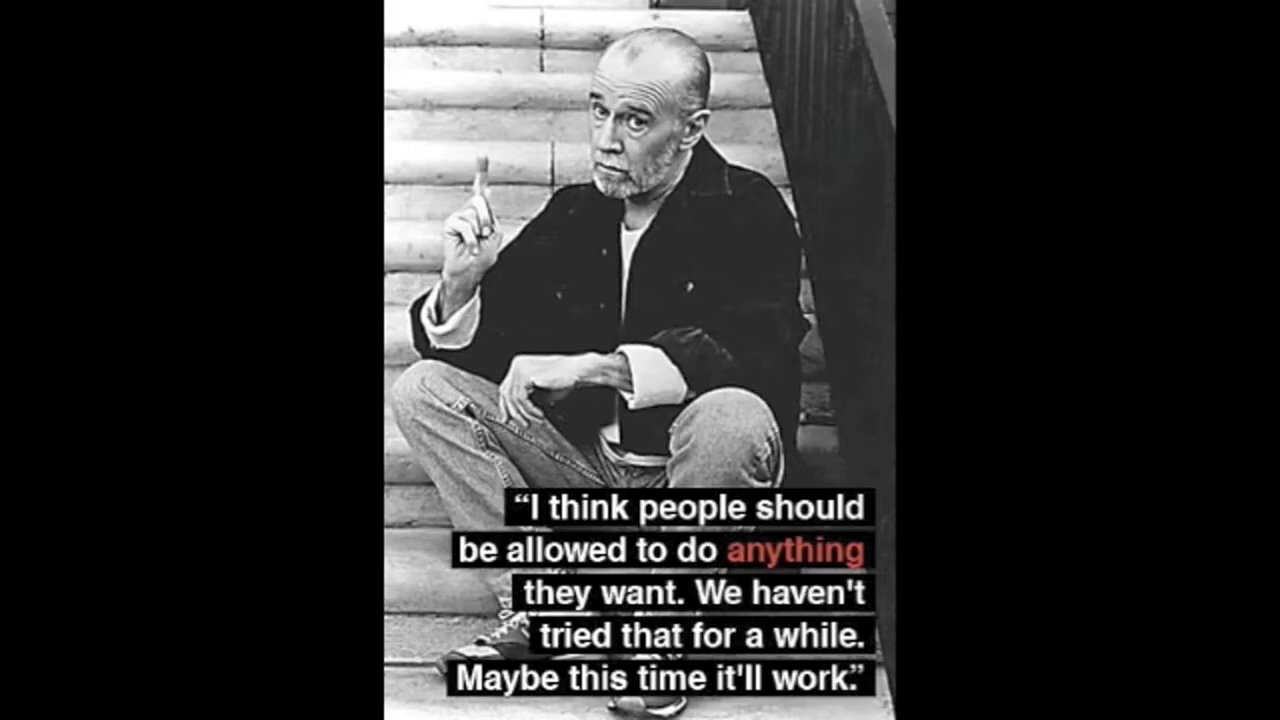 “I think people should
be allowed to do anything
they want. We haven't
tried that for a while.
Maybe this time it'll work.”